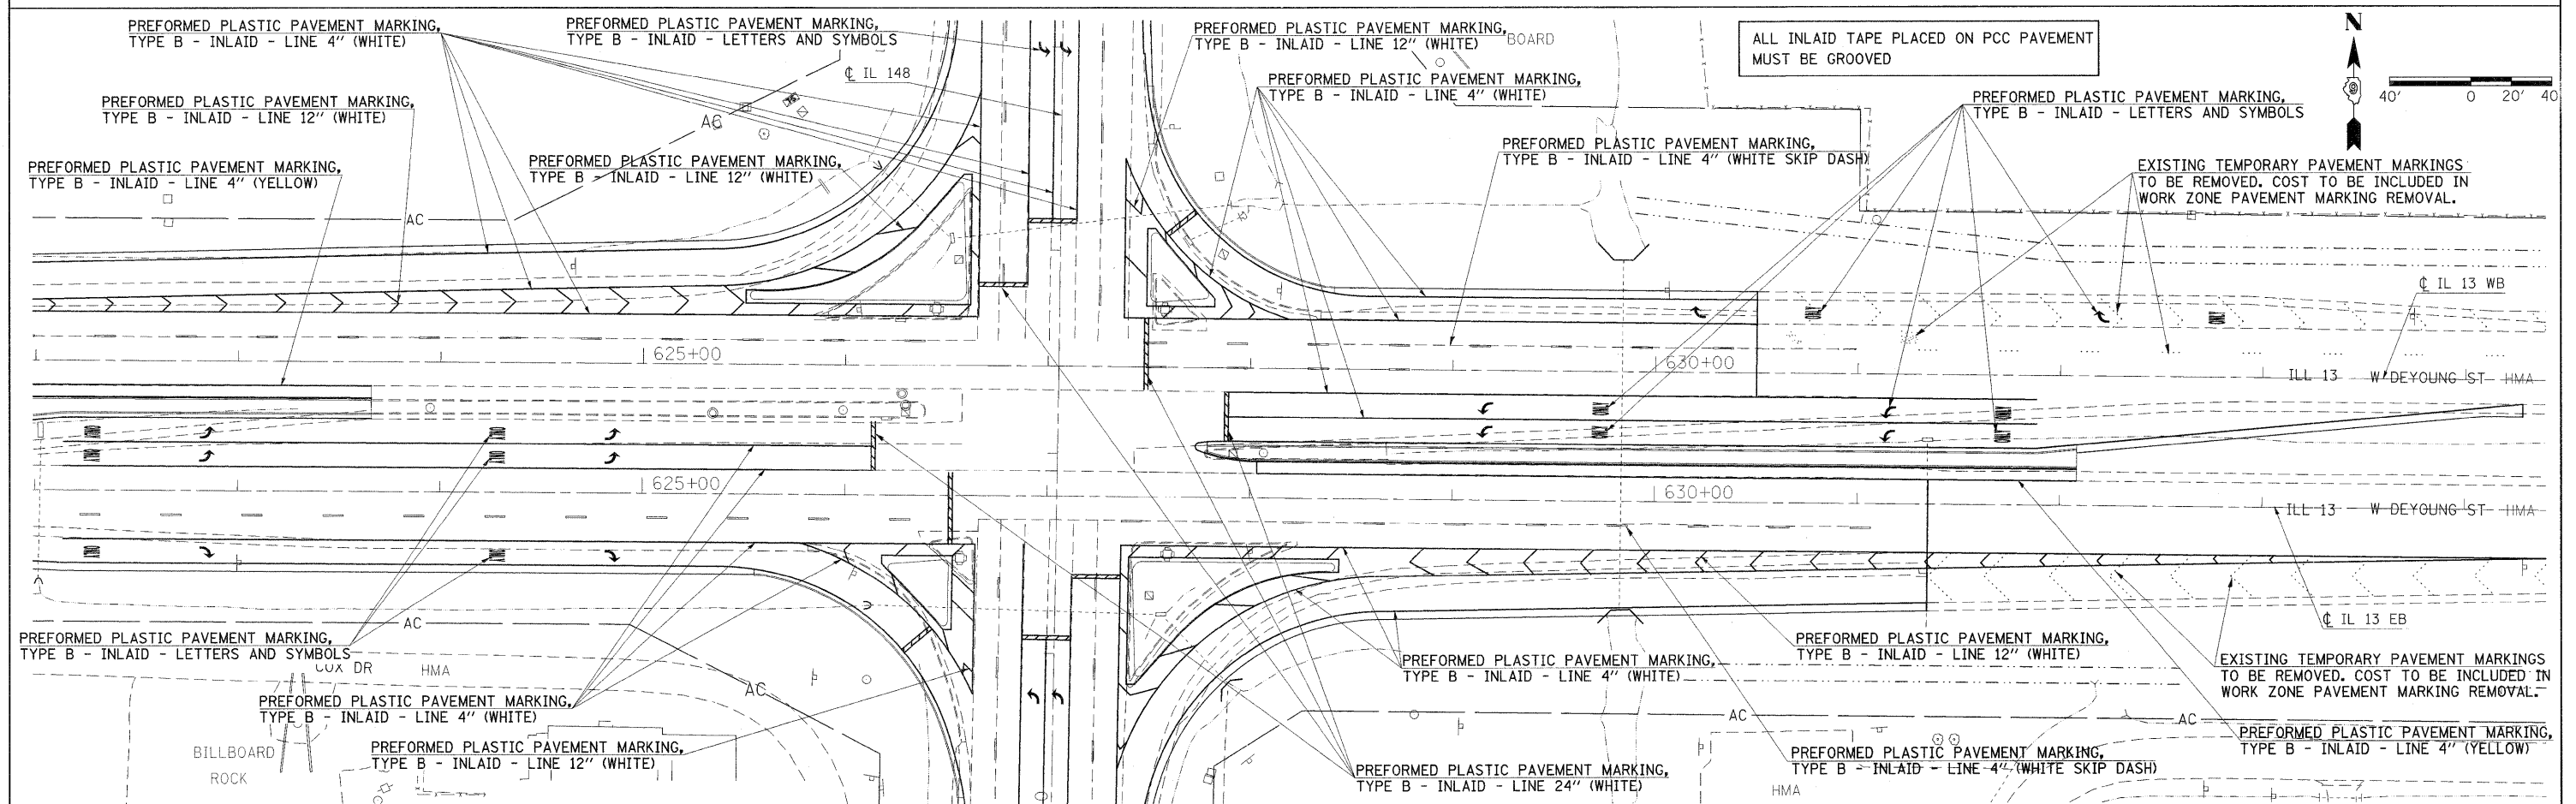 PREFORMED PLASTIC PAVEMENT MARKING,
TYPE B - INLAID - LINE 4" (WHITE)
PREFORMED PLASTIC PAVEMENT MARKING,
TYPE B - INLAID - LETTERS AND SYMBOLS
℄ IL 148
PREFORMED PLASTIC PAVEMENT MARKING,
TYPE B - INLAID - LINE 12" (WHITE)
BOARD
PREFORMED PLASTIC PAVEMENT MARKING,
TYPE B - INLAID - LINE 4" (WHITE)
ALL INLAID TAPE PLACED ON PCC PAVEMENT
MUST BE GROOVED
N
40' 0 20' 40
PREFORMED PLASTIC PAVEMENT MARKING,
TYPE B - INLAID - LINE 12" (WHITE)
AC
PREFORMED PLASTIC PAVEMENT MARKING,
TYPE B - INLAID - LETTERS AND SYMBOLS
PREFORMED PLASTIC PAVEMENT MARKING,
TYPE B - INLAID - LINE 4" (YELLOW)
PREFORMED PLASTIC PAVEMENT MARKING,
TYPE B - INLAID - LINE 12" (WHITE)
PREFORMED PLASTIC PAVEMENT MARKING,
TYPE B - INLAID - LINE 4" (WHITE SKIP DASH)
EXISTING TEMPORARY PAVEMENT MARKINGS
TO BE REMOVED. COST TO BE INCLUDED IN
WORK ZONE PAVEMENT MARKING REMOVAL.
AC
℄ IL 13 WB
625+00
630+00
ILL 13 W DEYOUNG ST HMA
625+00
630+00
ILL 13 W DEYOUNG ST HMA
℄ IL 13 EB
AC
PREFORMED PLASTIC PAVEMENT MARKING,
TYPE B - INLAID - LETTERS AND SYMBOLS
COX DR
HMA
PREFORMED PLASTIC PAVEMENT MARKING,
TYPE B - INLAID - LINE 12" (WHITE)
PREFORMED PLASTIC PAVEMENT MARKING,
TYPE B - INLAID - LINE 4" (WHITE)
EXISTING TEMPORARY PAVEMENT MARKINGS
TO BE REMOVED. COST TO BE INCLUDED IN
WORK ZONE PAVEMENT MARKING REMOVAL.
PREFORMED PLASTIC PAVEMENT MARKING,
TYPE B - INLAID - LINE 4" (WHITE)
AC
AC
AC
BILLBOARD
ROCK
PREFORMED PLASTIC PAVEMENT MARKING,
TYPE B - INLAID - LINE 12" (WHITE)
PREFORMED PLASTIC PAVEMENT MARKING,
TYPE B - INLAID - LINE 24" (WHITE)
PREFORMED PLASTIC PAVEMENT MARKING,
TYPE B - INLAID - LINE 4" (WHITE SKIP DASH)
PREFORMED PLASTIC PAVEMENT MARKING,
TYPE B - INLAID - LINE 4" (YELLOW)
HMA